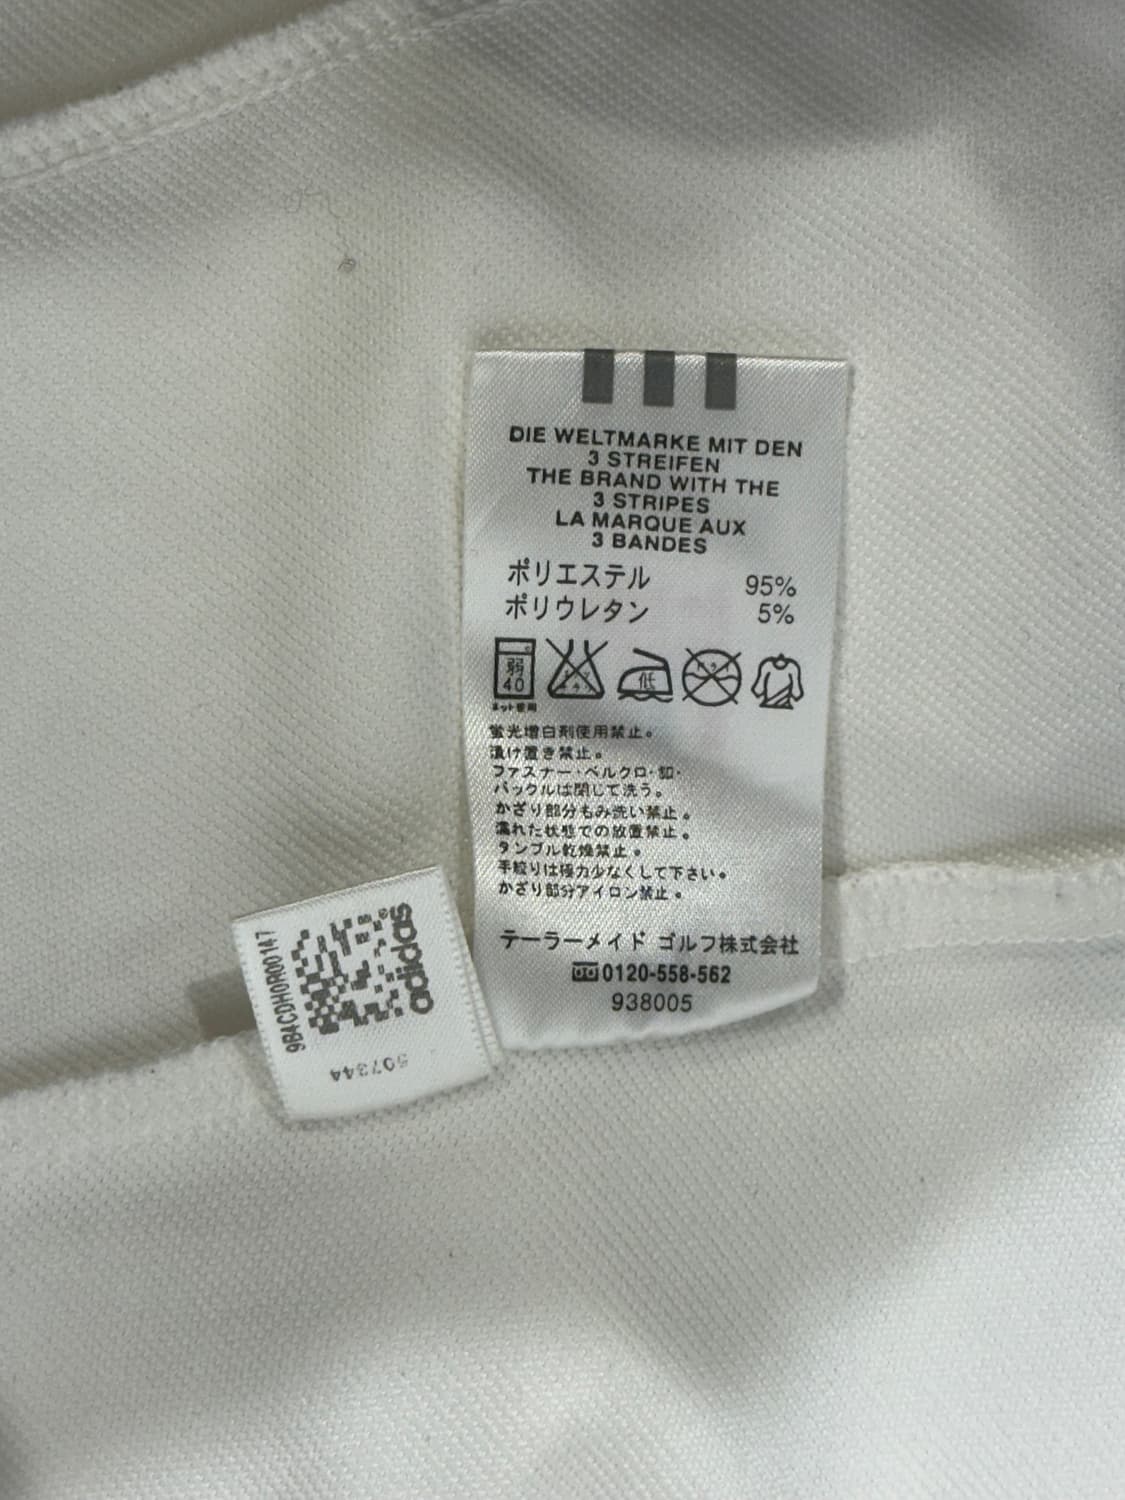 DIE WELTMARKE MIT DEN
3 STREIFEN
THE BRAND WITH THE
3 STRIPES
LA MARQUE AUX
3 BANDES
ポリエステル 95%
ポリウレタン 5%
弱
40
低
ネット使用
蛍光増白剤使用禁止。
漬け置き禁止。
ファスナー・ベルクロ・釦・
バックルは閉じて洗う。
かざり部分もみ洗い禁止。
濡れた状態での放置禁止。
タンブル乾燥禁止。
手絞りは極力少なくして下さい。
かざり部分アイロン禁止。
テーラーメイド ゴルフ株式会社
0120-558-562
938005
9B4CDH0R00147
adidas
507344